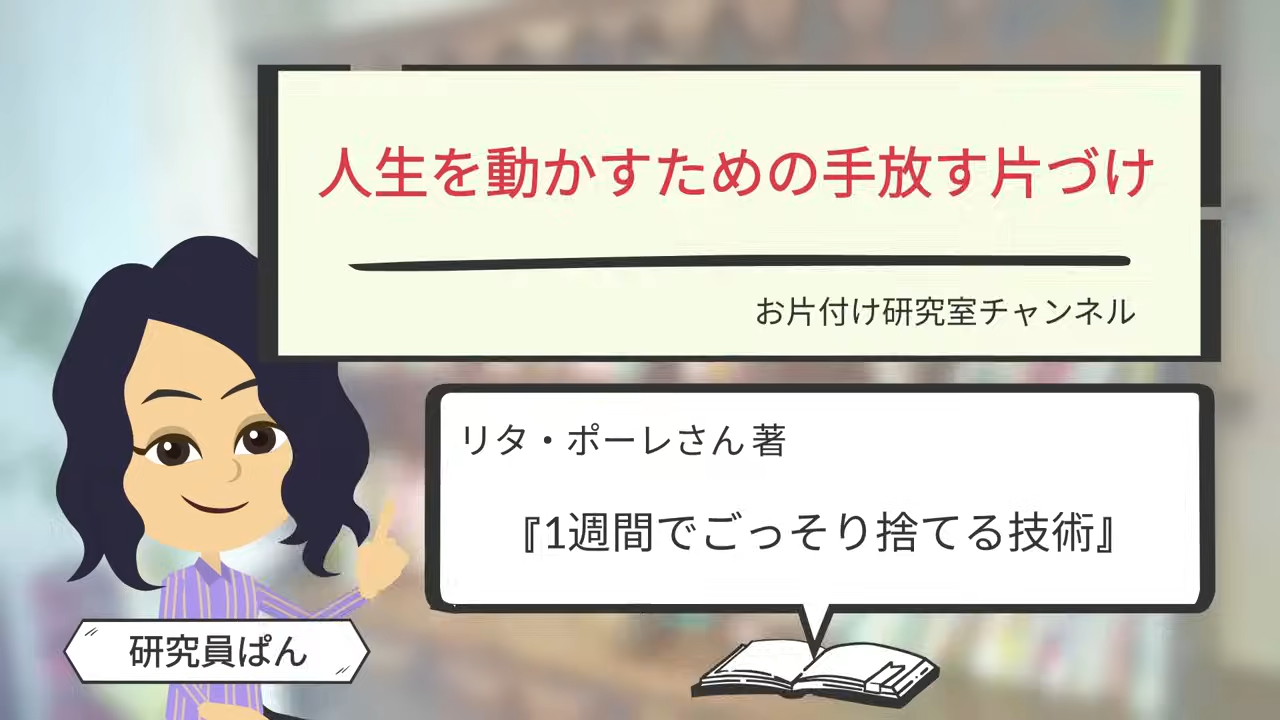 人生を動かすための手放す片づけ
お片付け研究室チャンネル
リタ・ポーレさん 著
『1週間でごっそり捨てる技術』
研究員ぱん